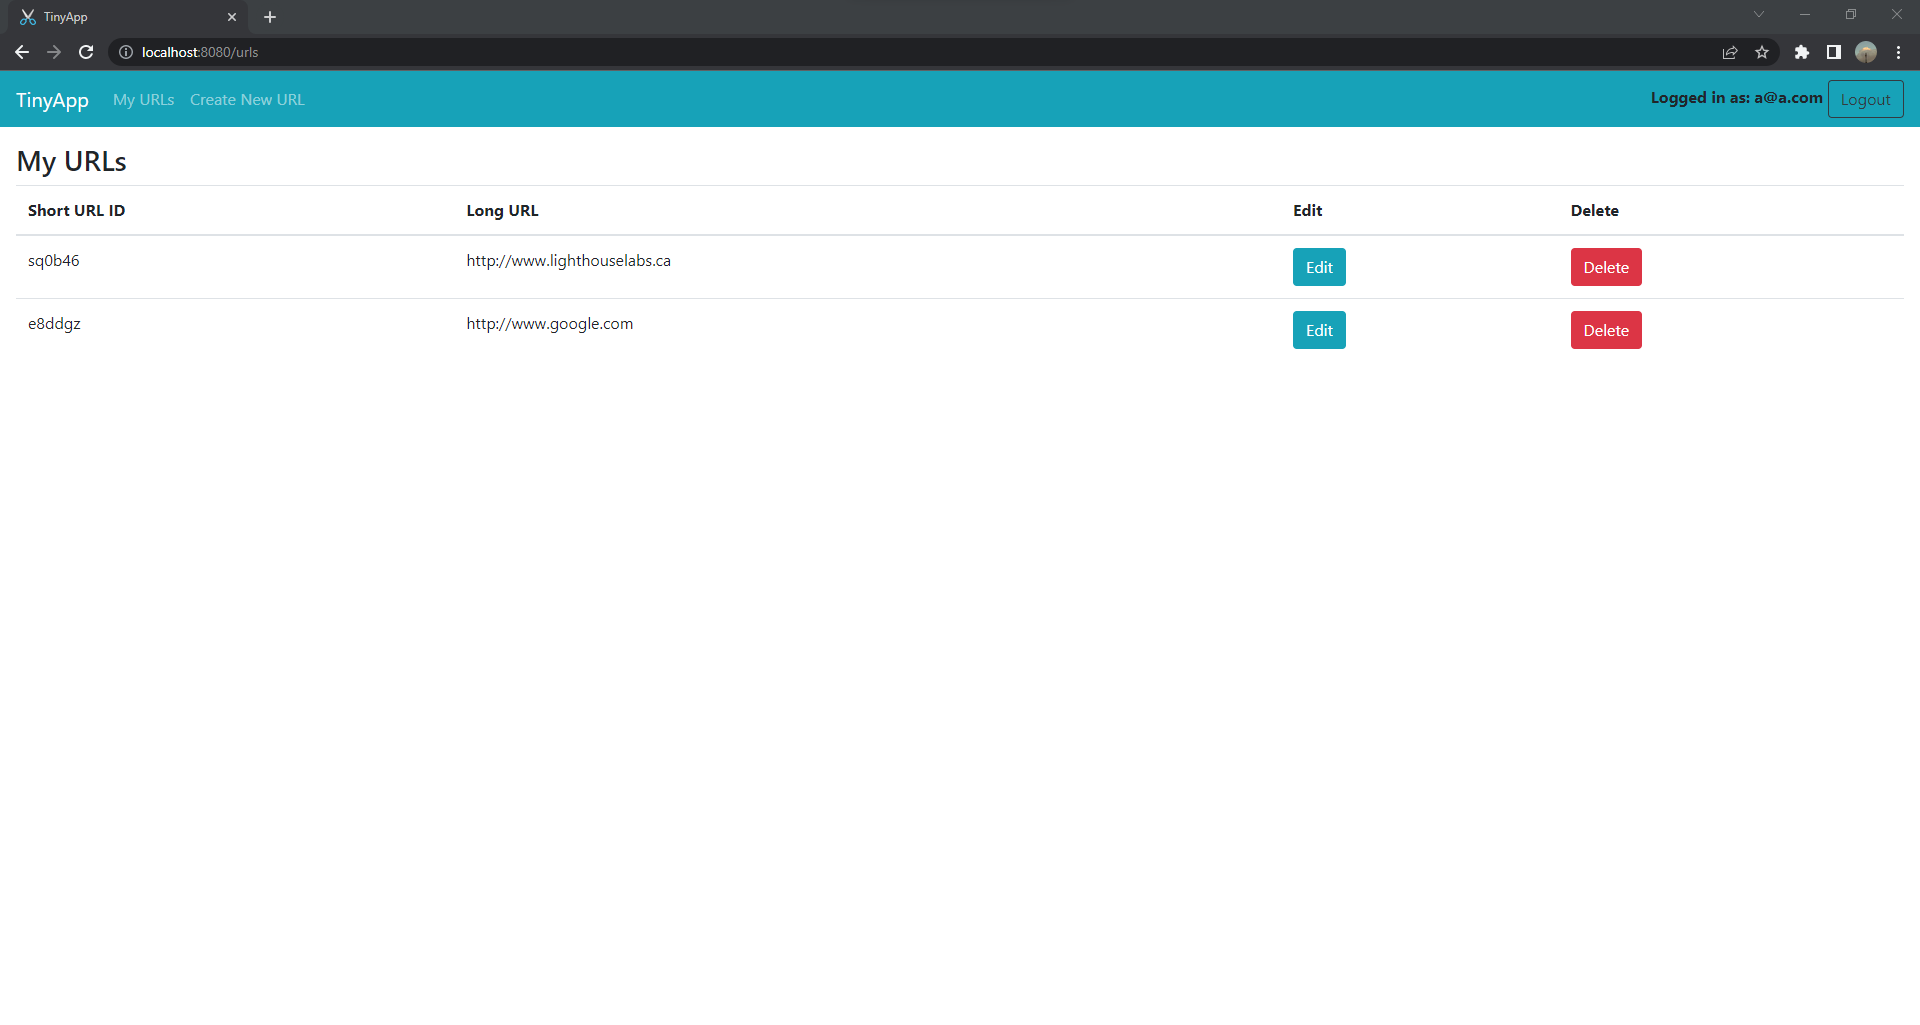 TinyApp
localhost:8080/urls
TinyApp My URLs Create New URL Logged in as: a@a.com Logout
My URLs
Short URL ID Long URL Edit Delete
sq0b46 http://www.lighthouselabs.ca Edit Delete
e8ddgz http://www.google.com Edit Delete